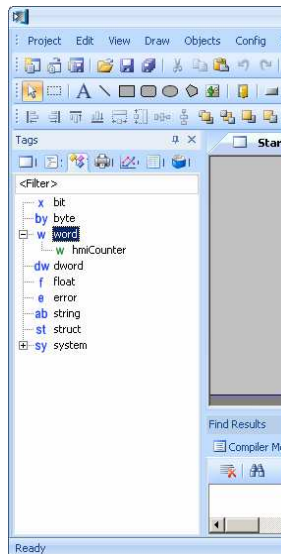 Project Edit View Draw Objects Config
Tags
Star
<Filter>
x bit
by byte
w word
w hmiCounter
dw dword
f float
e error
ab string
st struct
sy system
Find Results
Compiler Me
Ready